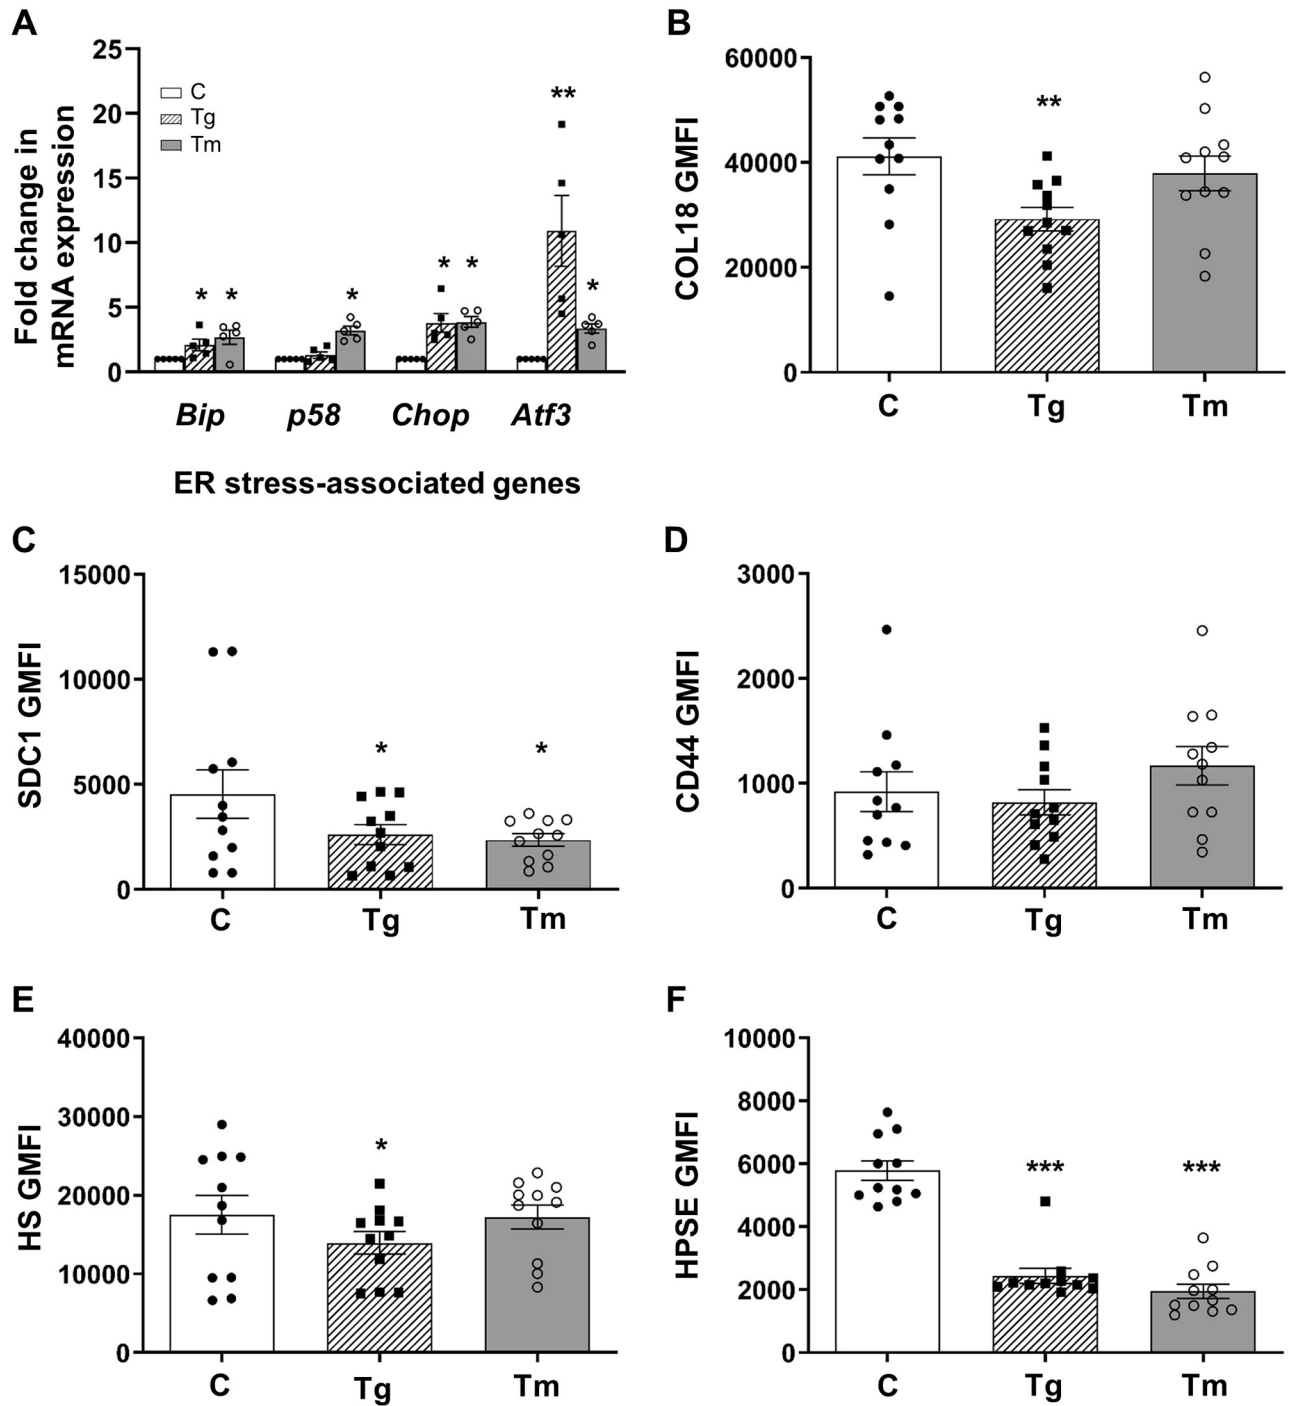 A
Fold change in
mRNA expression
25
20
15
10
5
0
C
Tg
Tm
**
* *
*
* *
*
Bip p58 Chop Atf3
ER stress-associated genes
B
COL18 GMFI
60000
40000
20000
0
**
C Tg Tm
C
SDC1 GMFI
15000
10000
5000
0
* *
C Tg Tm
D
CD44 GMFI
3000
2000
1000
0
C Tg Tm
E
HS GMFI
40000
30000
20000
10000
0
*
C Tg Tm
F
HPSE GMFI
10000
8000
6000
4000
2000
0
*** ***
C Tg Tm